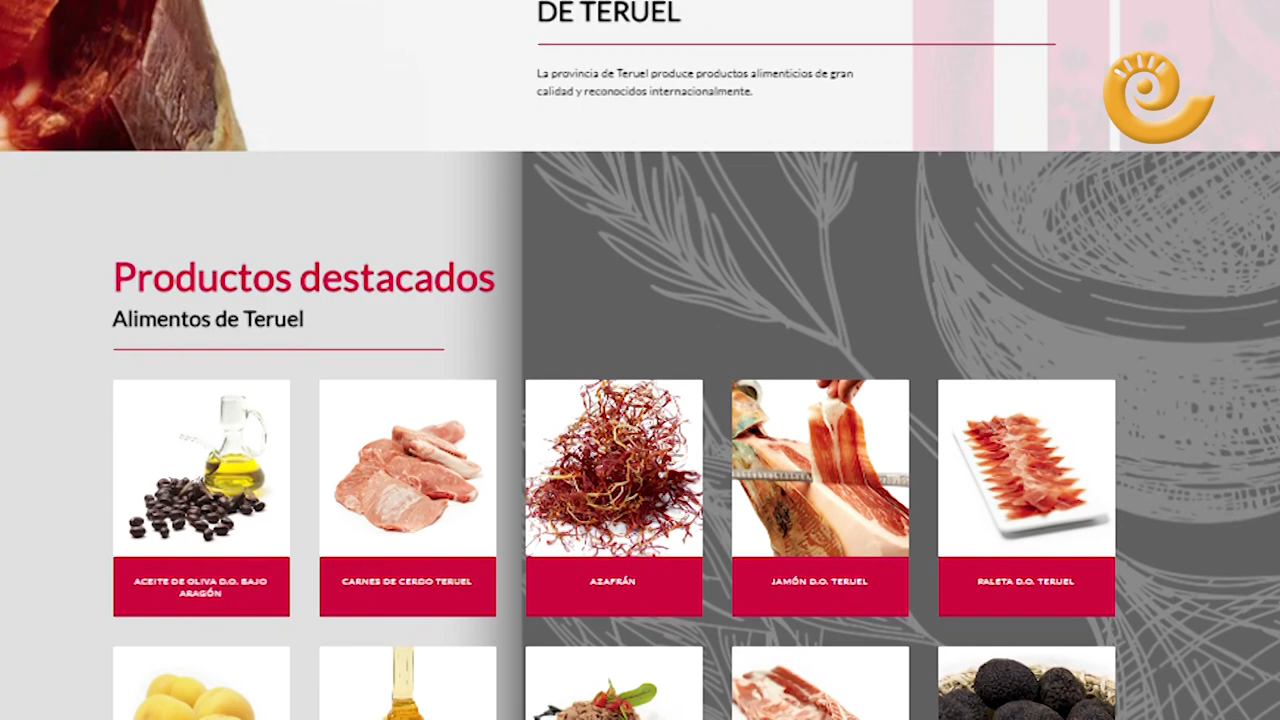 DE TERUEL
La provincia de Teruel produce productos alimenticios de gran
calidad y reconocidos internacionalmente.
Productos destacados
Alimentos de Teruel
ACEITE DE OLIVA D.O. BAJO
ARAGÓN
CARNES DE CERDO TERUEL
AZAFRÁN
JAMÓN D.O. TERUEL
PALETA D.O. TERUEL